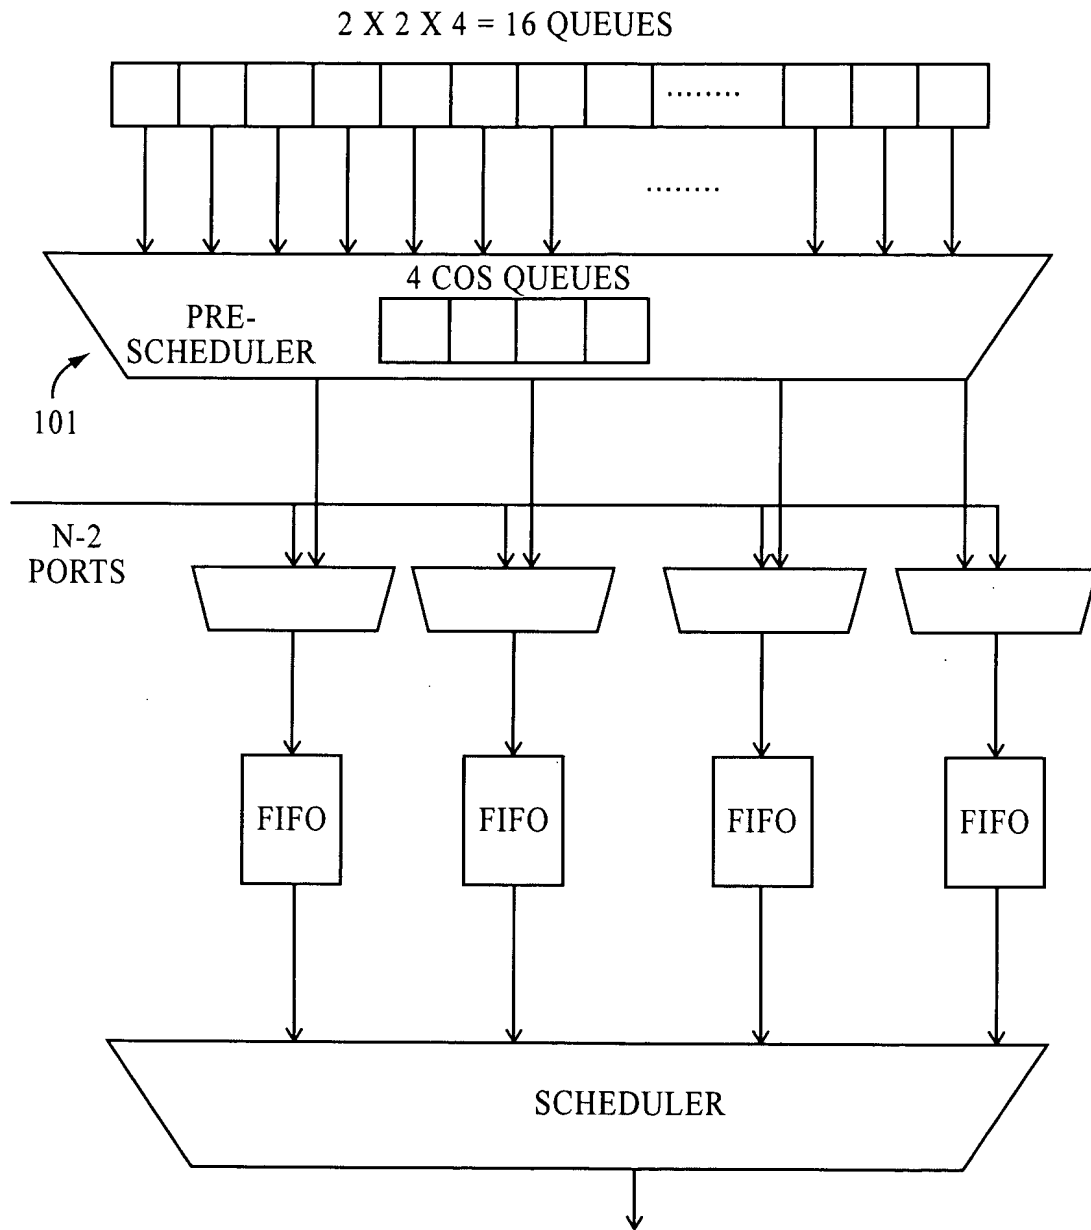 2 X 2 X 4 = 16 QUEUES
........
........
4 COS QUEUES
PRE-
SCHEDULER
101
N-2
PORTS
FIFO
FIFO
FIFO
FIFO
SCHEDULER